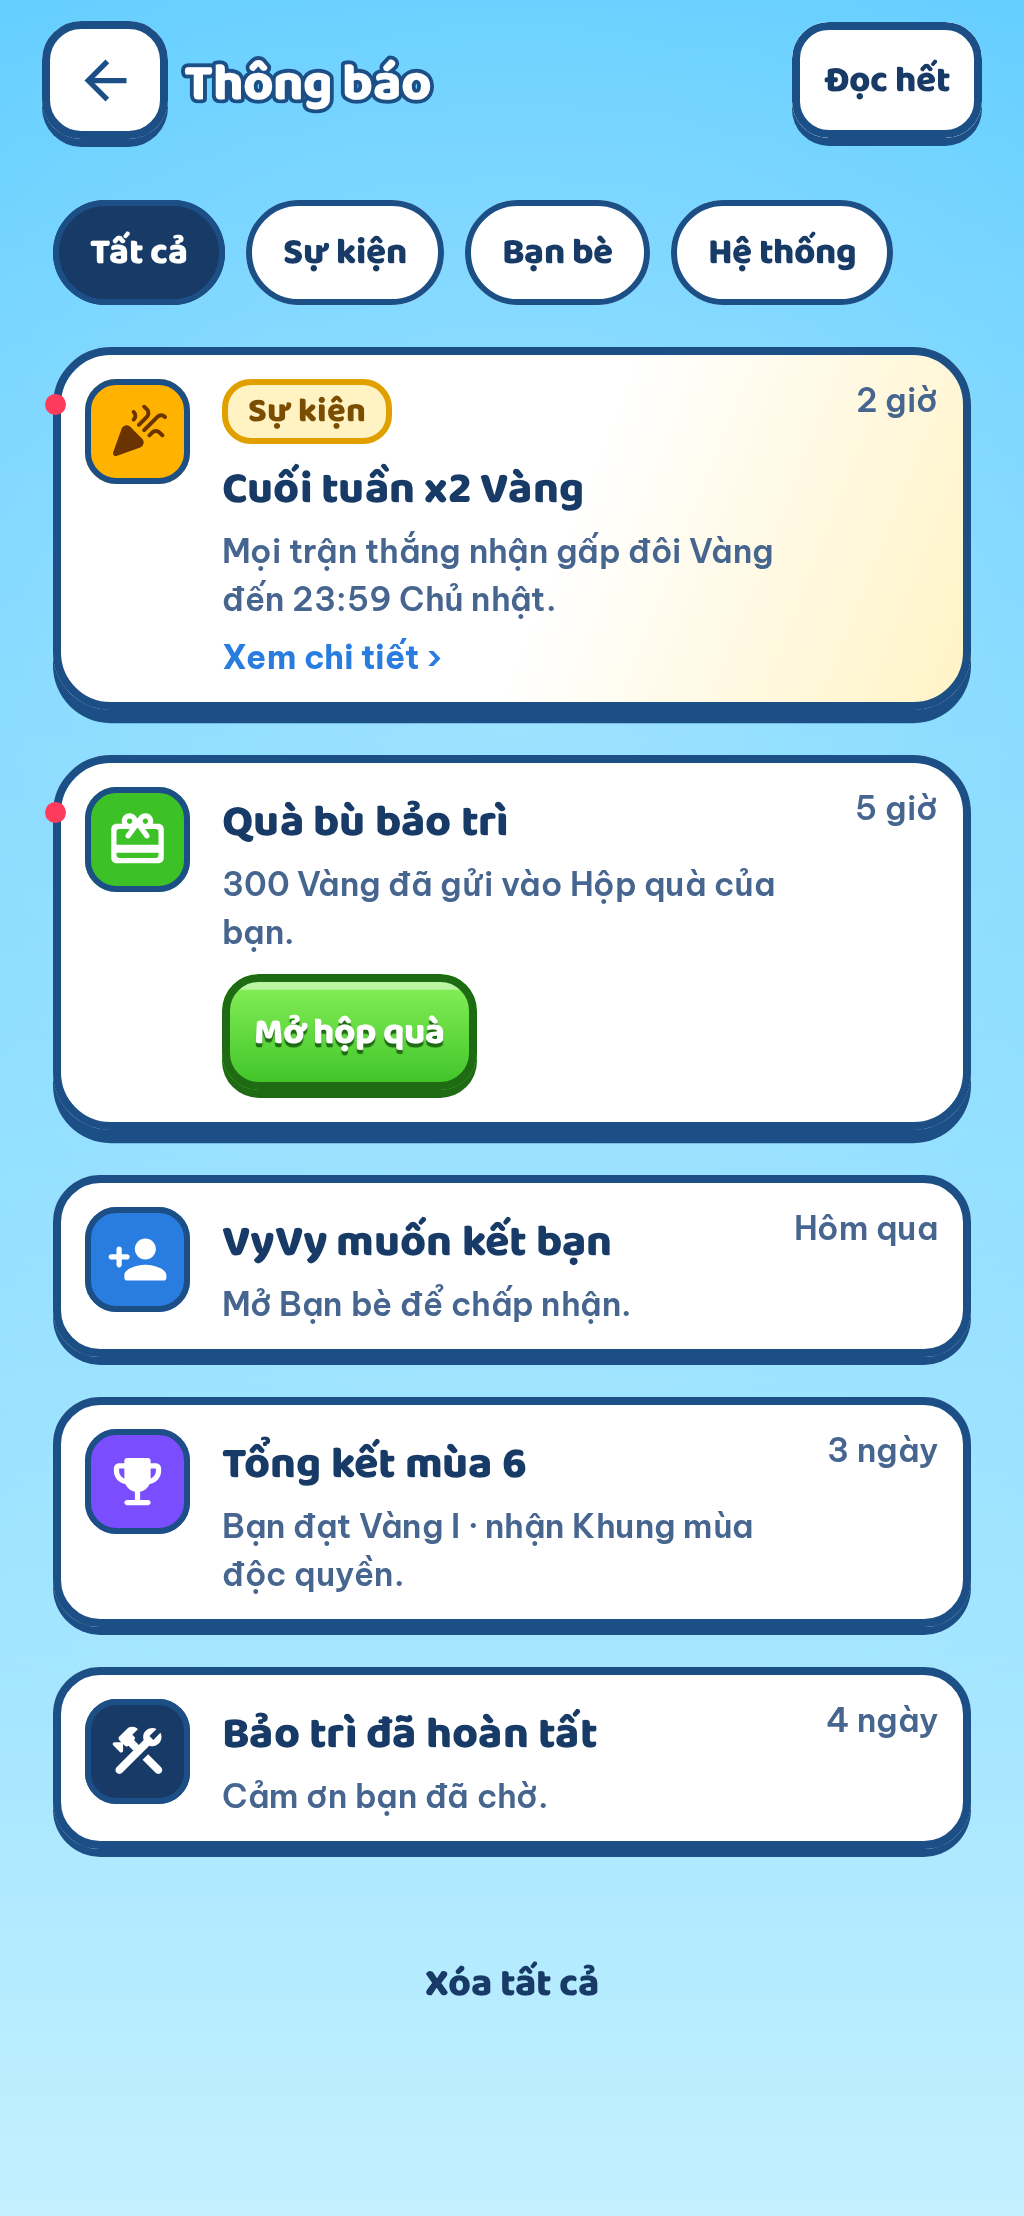 Thông báo
Đọc hết
Tất cả
Sự kiện
Bạn bè
Hệ thống
Sự kiện
2 giờ
Cuối tuần x2 Vàng
Mọi trận thắng nhận gấp đôi Vàng
đến 23:59 Chủ nhật.
Xem chi tiết ›
Quà bù bảo trì
5 giờ
300 Vàng đã gửi vào Hộp quà của
bạn.
Mở hộp quà
VyVy muốn kết bạn
Hôm qua
Mở Bạn bè để chấp nhận.
Tổng kết mùa 6
3 ngày
Bạn đạt Vàng I · nhận Khung mùa
độc quyền.
Bảo trì đã hoàn tất
4 ngày
Cảm ơn bạn đã chờ.
Xóa tất cả